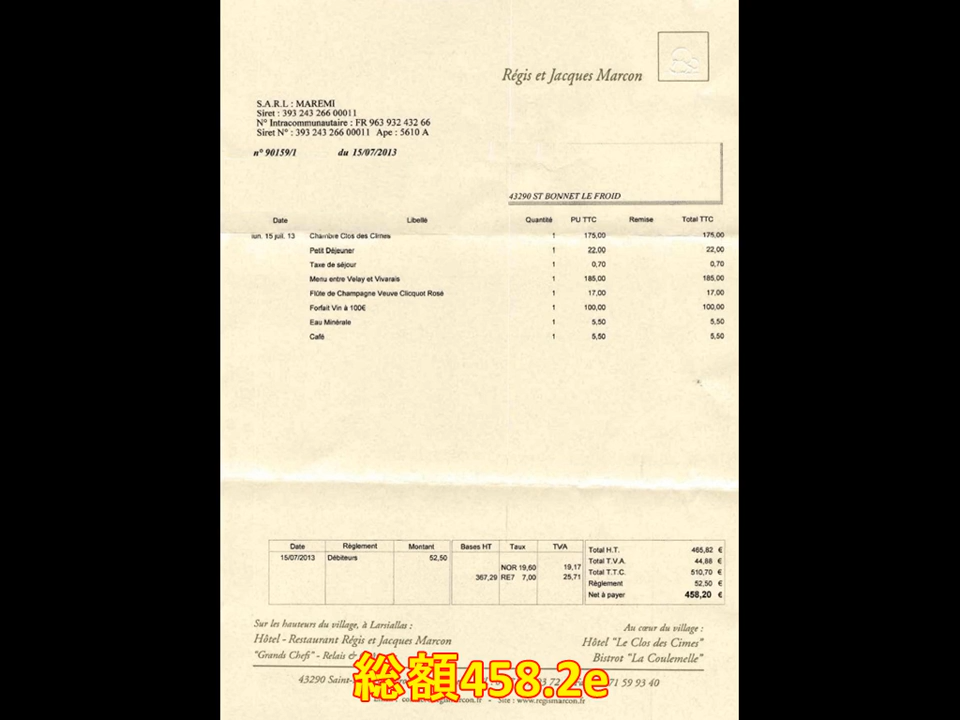 Régis et Jacques Marcon
S.A.R.L : MAREMI
Siret : 393 243 266 00011
N° Intracommunautaire : FR 963 932 432 66
Siret N° : 393 243 266 00011 Ape : 5610 A
n° 90159/1 du 15/07/2013
43290 ST BONNET LE FROID
Date Libellé Quantité PU TTC Remise Total TTC
lun. 15 juil. 13 Chambre Clos des Cimes 1 175,00 175,00
Petit Déjeuner 1 22,00 22,00
Taxe de séjour 1 0,70 0,70
Menu entre Velay et Vivarais 1 185,00 185,00
Flûte de Champagne Veuve Clicquot Rosé 1 17,00 17,00
Forfait Vin à 100€ 1 100,00 100,00
Eau Minérale 1 5,50 5,50
Café 1 5,50 5,50
Date Règlement Montant Bases HT Taux TVA
15/07/2013 Débiteurs 52,50
NOR 19,60 19,17
367,29 RE7 7,00 25,71
Total H.T. 465,82 €
Total T.V.A. 44,88 €
Total T.T.C. 510,70 €
Règlement 52,50 €
Net à payer 458,20 €
Sur les hauteurs du village, à Larsiallas :
Hôtel - Restaurant Régis et Jacques Marcon
"Grands Chefs" - Relais &
Au cœur du village :
Hôtel "Le Clos des Cimes"
Bistrot "La Coulemelle"
43290 Saint- 71 59 93 40
Site : www.regismarcon.fr
総額458.2e